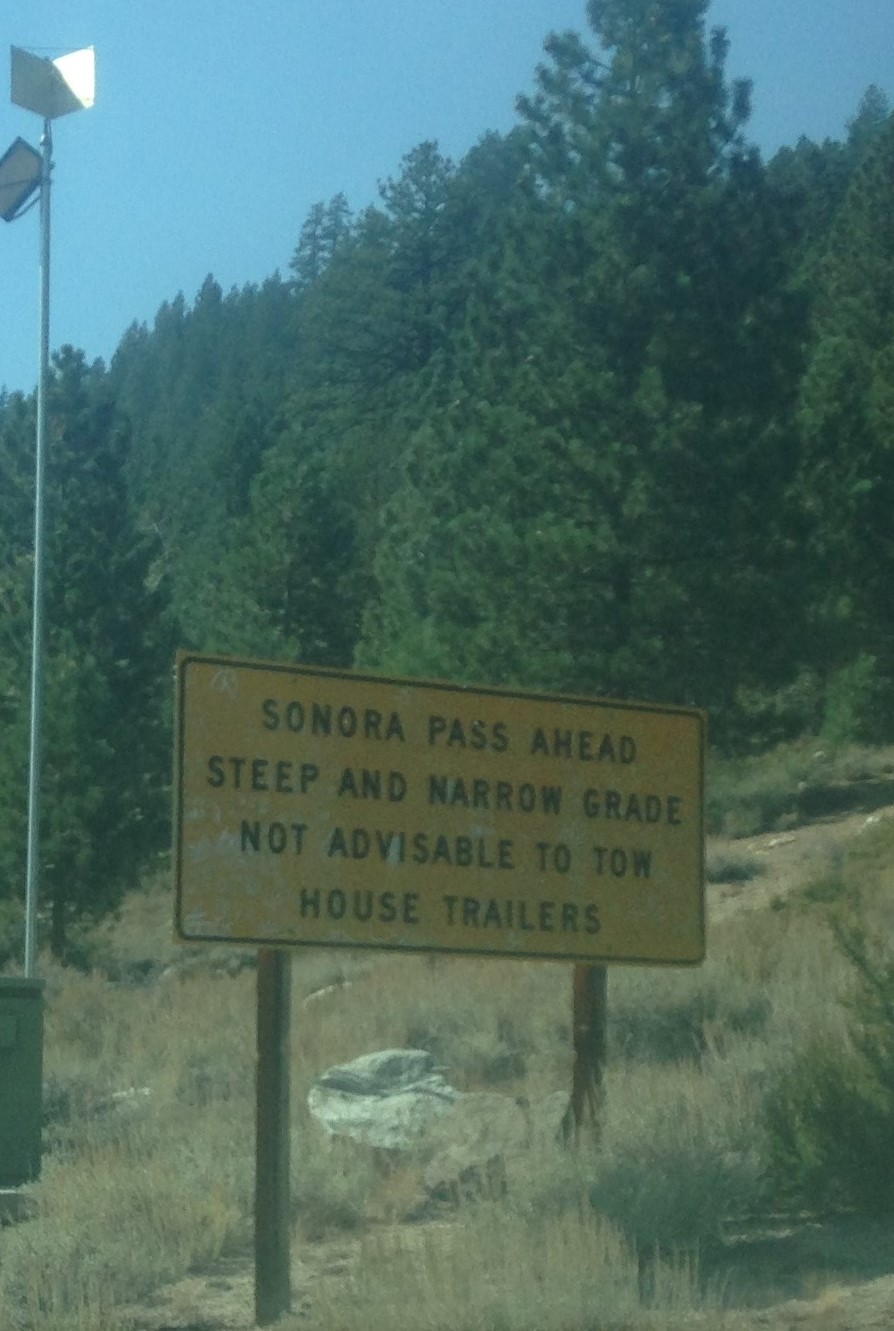 SONORA PASS AHEAD
STEEP AND NARROW GRADE
NOT ADVISABLE TO TOW
HOUSE TRAILERS